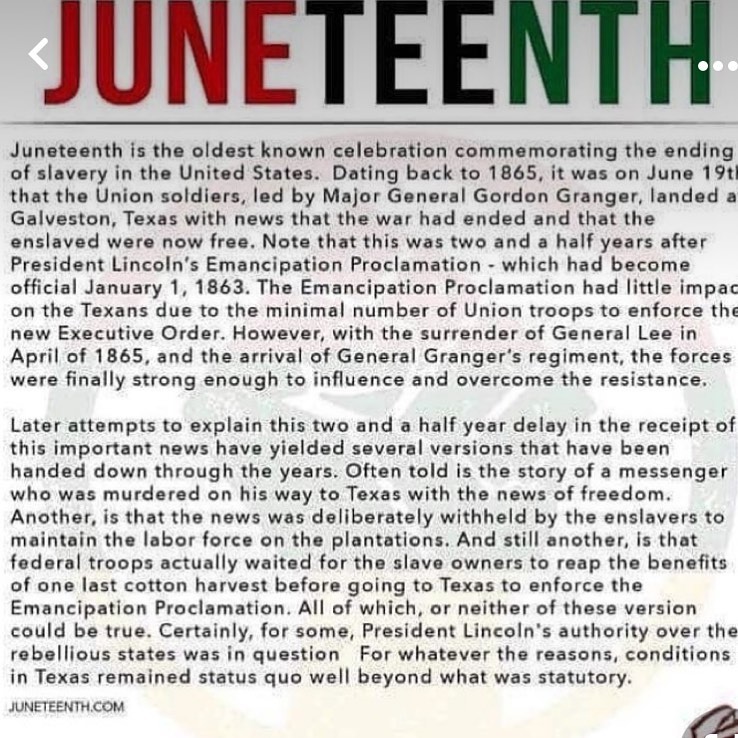 JUNETEENTH
Juneteenth is the oldest known celebration commemorating the ending
of slavery in the United States. Dating back to 1865, it was on June 19t
that the Union soldiers, led by Major General Gordon Granger, landed a
Galveston, Texas with news that the war had ended and that the
enslaved were now free. Note that this was two and a half years after
President Lincoln's Emancipation Proclamation - which had become
official January 1, 1863. The Emancipation Proclamation had little impac
on the Texans due to the minimal number of Union troops to enforce the
new Executive Order. However, with the surrender of General Lee in
April of 1865, and the arrival of General Granger's regiment, the forces
were finally strong enough to influence and overcome the resistance.
Later attempts to explain this two and a half year delay in the receipt of
this important news have yielded several versions that have been
handed down through the years. Often told is the story of a messenger
who was murdered on his way to Texas with the news of freedom.
Another, is that the news was deliberately withheld by the enslavers to
maintain the labor force on the plantations. And still another, is that
federal troops actually waited for the slave owners to reap the benefits
of one last cotton harvest before going to Texas to enforce the
Emancipation Proclamation. All of which, or neither of these version
could be true. Certainly, for some, President Lincoln's authority over the
rebellious states was in question For whatever the reasons, conditions
in Texas remained status quo well beyond what was statutory.
JUNETEENTH.COM